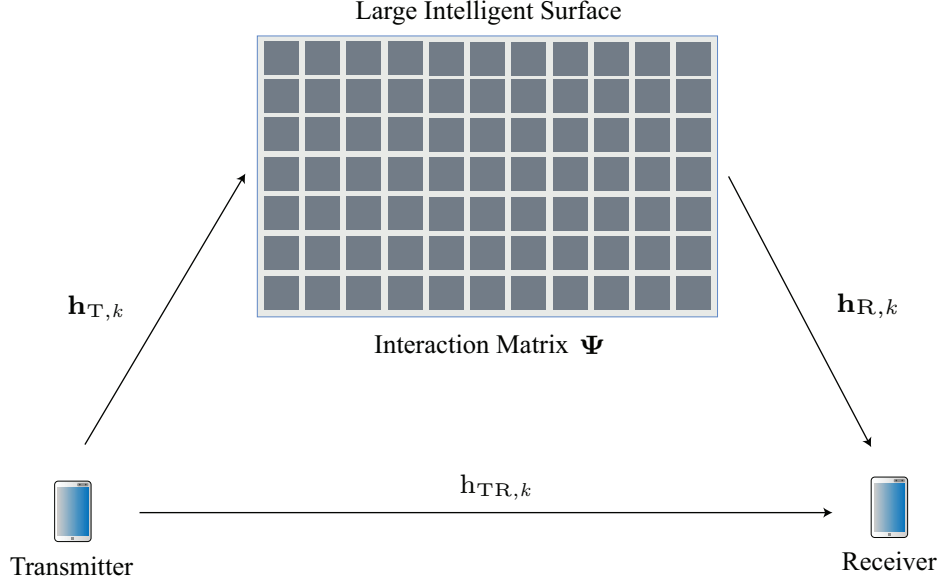 Large Intelligent Surface
h_{T,k}
h_{R,k}
Interaction Matrix Ψ
h_{TR,k}
Transmitter
Receiver